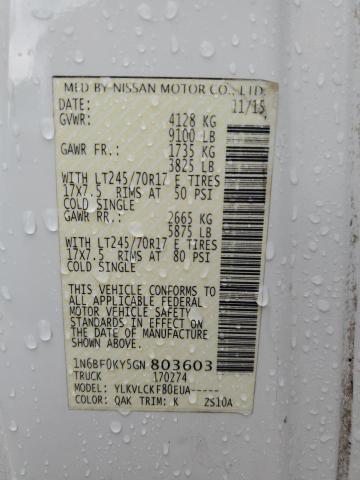 MFD BY NISSAN MOTOR CO., LTD.
DATE: 11/15
GVWR: 4128 KG
9100 LB
GAWR FR.: 1735 KG
3825 LB
WITH LT245/70R17 E TIRES
17X7.5 RIMS AT 50 PSI
COLD SINGLE
GAWR RR.: 2665 KG
5875 LB
WITH LT245/70R17 E TIRES
17X7.5 RIMS AT 80 PSI
COLD SINGLE
THIS VEHICLE CONFORMS TO
ALL APPLICABLE FEDERAL
MOTOR VEHICLE SAFETY
STANDARDS IN EFFECT ON THE
DATE OF MANUFACTURE
SHOWN ABOVE.
1N6BF0KY5GN 803603
TRUCK 170274
MODEL: YLKVLCKF80EUA-----
COLOR: QAK TRIM: K 2S10A